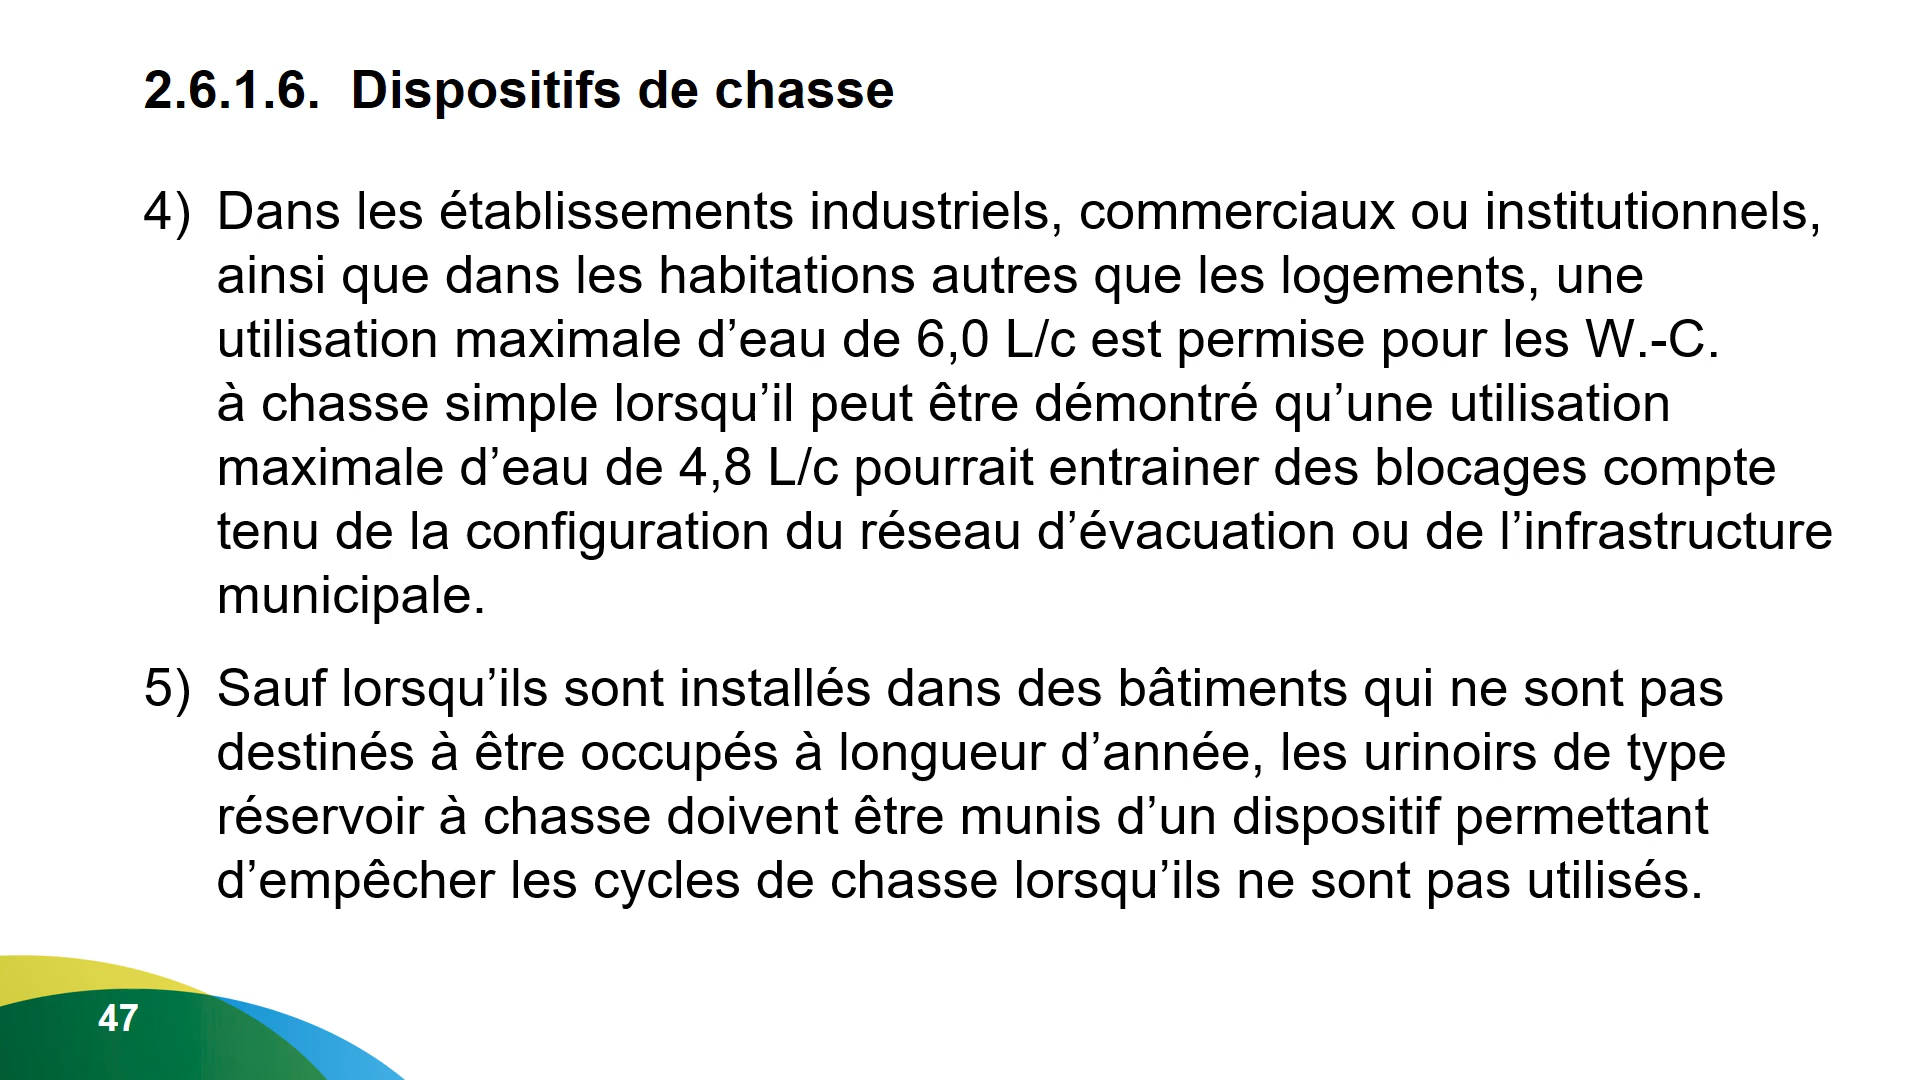 2.6.1.6. Dispositifs de chasse
4) Dans les établissements industriels, commerciaux ou institutionnels,
ainsi que dans les habitations autres que les logements, une
utilisation maximale d’eau de 6,0 L/c est permise pour les W.-C.
à chasse simple lorsqu’il peut être démontré qu’une utilisation
maximale d’eau de 4,8 L/c pourrait entrainer des blocages compte
tenu de la configuration du réseau d’évacuation ou de l’infrastructure
municipale.
5) Sauf lorsqu’ils sont installés dans des bâtiments qui ne sont pas
destinés à être occupés à longueur d’année, les urinoirs de type
réservoir à chasse doivent être munis d’un dispositif permettant
d’empêcher les cycles de chasse lorsqu’ils ne sont pas utilisés.
47